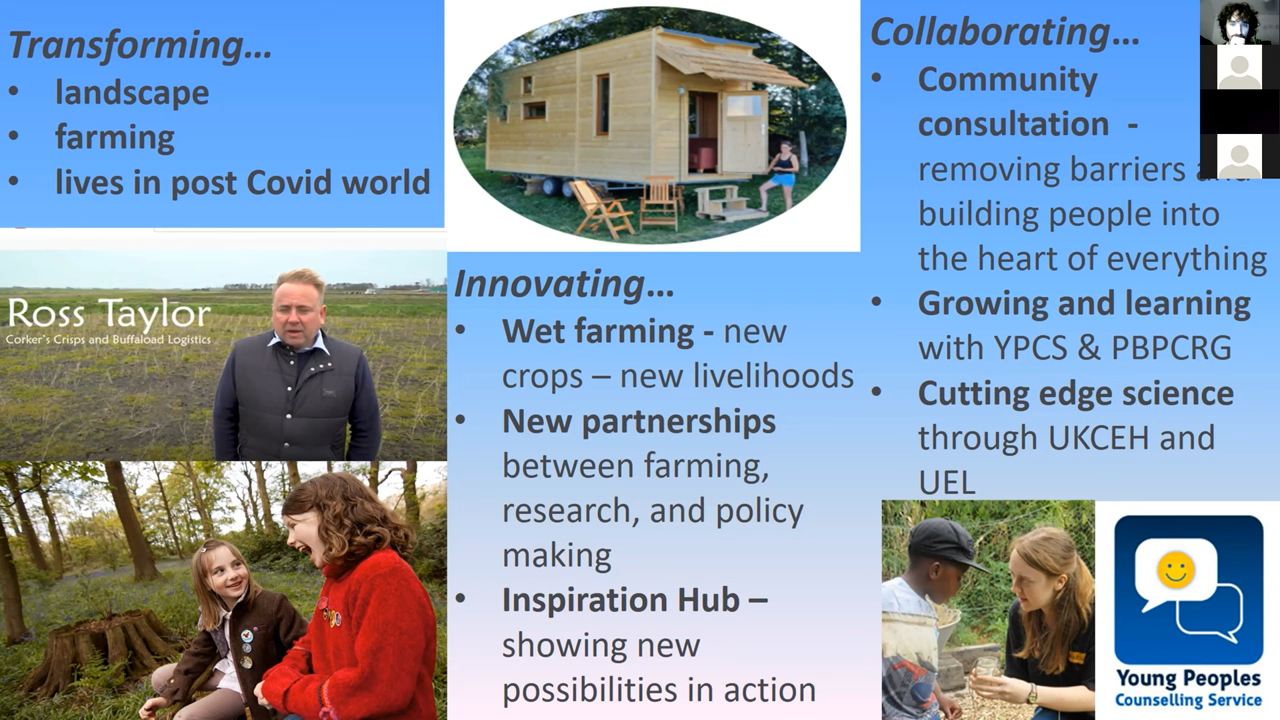 Transforming…
• landscape
• farming
• lives in post Covid world
Ross Taylor
Corker's Crisps and Buffaload Logistics
Innovating…
• Wet farming - new
crops – new livelihoods
• New partnerships
between farming,
research, and policy
making
• Inspiration Hub –
showing new
possibilities in action
Collaborating…
• Community
consultation -
removing barriers
building people into
the heart of everything
• Growing and learning
with YPCS & PBPCRG
• Cutting edge science
through UKCEH and
UEL
Young Peoples
Counselling Service